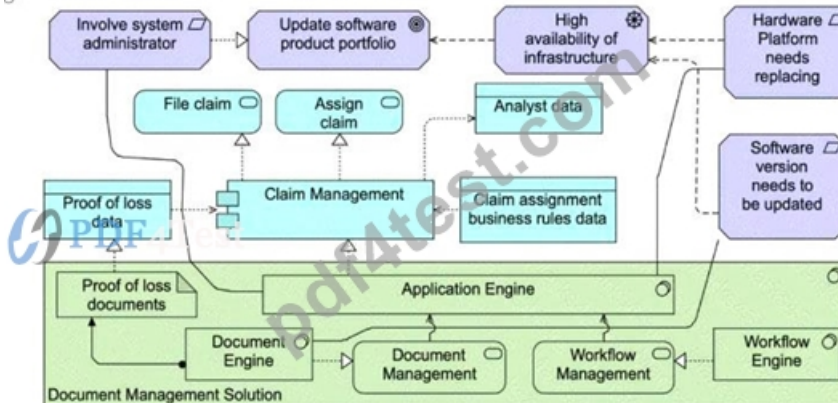 Involve system
administrator
Update software
product portfolio
High
availability of
infrastructure
Hardware
Platform
needs
replacing
File claim
Assign
claim
Analyst data
Software
version
needs to
be updated
Proof of loss
data
Claim Management
Claim assignment
business rules data
PDF4Test
pdf4test.com
Proof of loss
documents
Application Engine
Document
Engine
Document
Management
Workflow
Management
Workflow
Engine
Document Management Solution